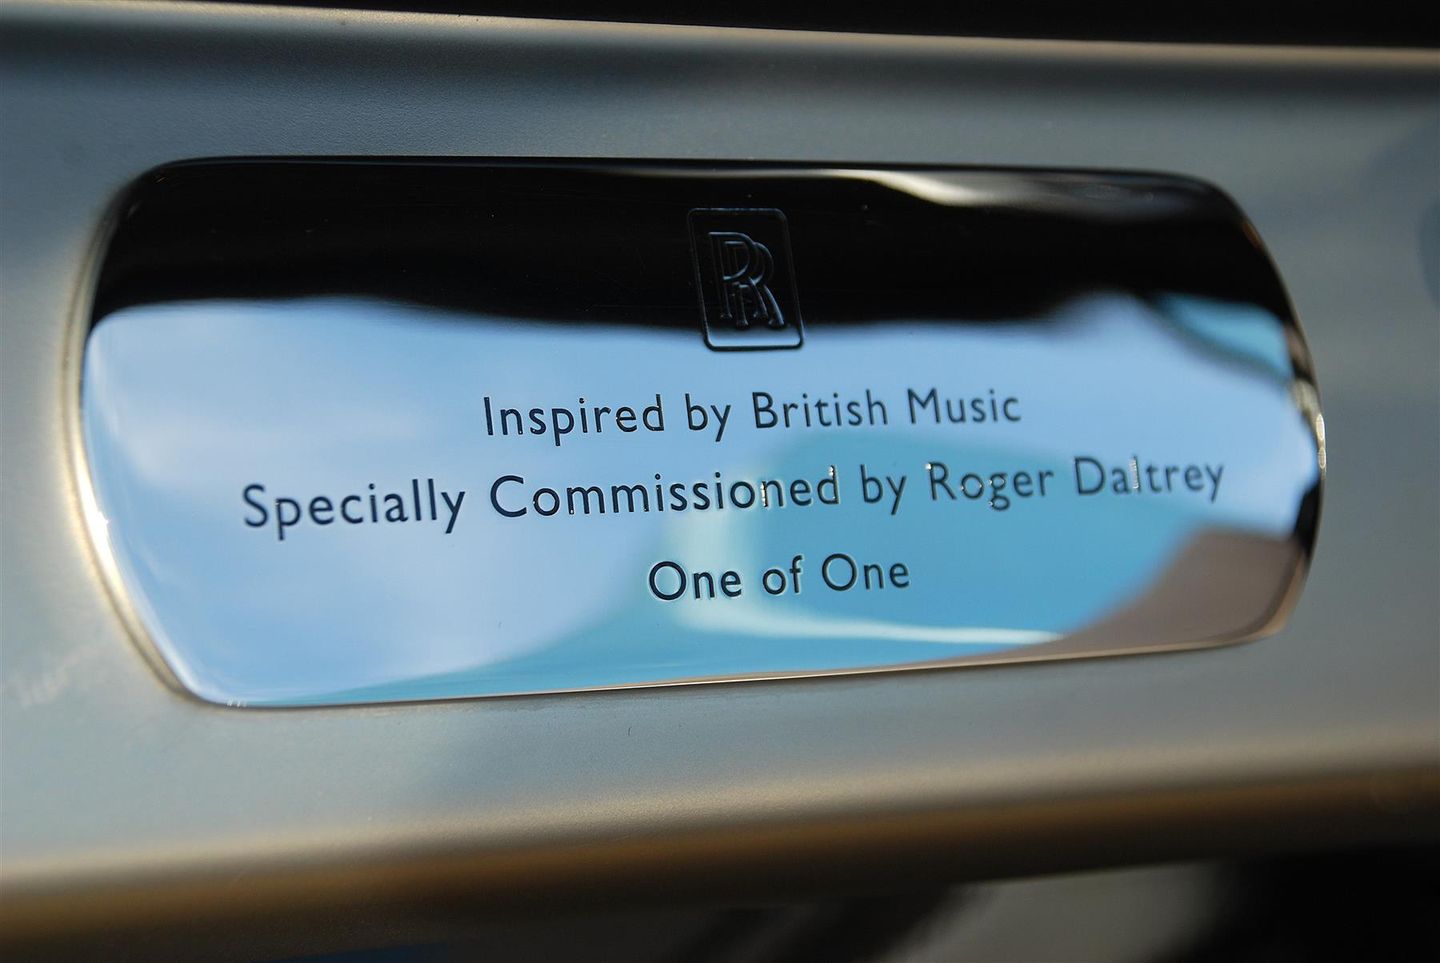 RR
Inspired by British Music
Specially Commissioned by Roger Daltrey
One of One